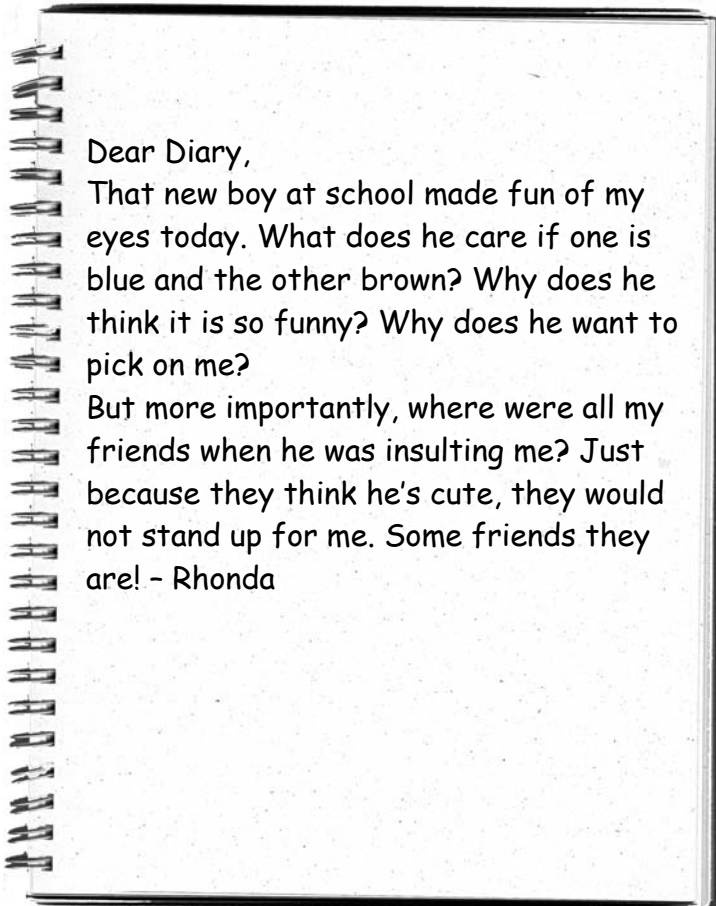 Dear Diary,
That new boy at school made fun of my
eyes today. What does he care if one is
blue and the other brown? Why does he
think it is so funny? Why does he want to
pick on me?
But more importantly, where were all my
friends when he was insulting me? Just
because they think he's cute, they would
not stand up for me. Some friends they
are! – Rhonda